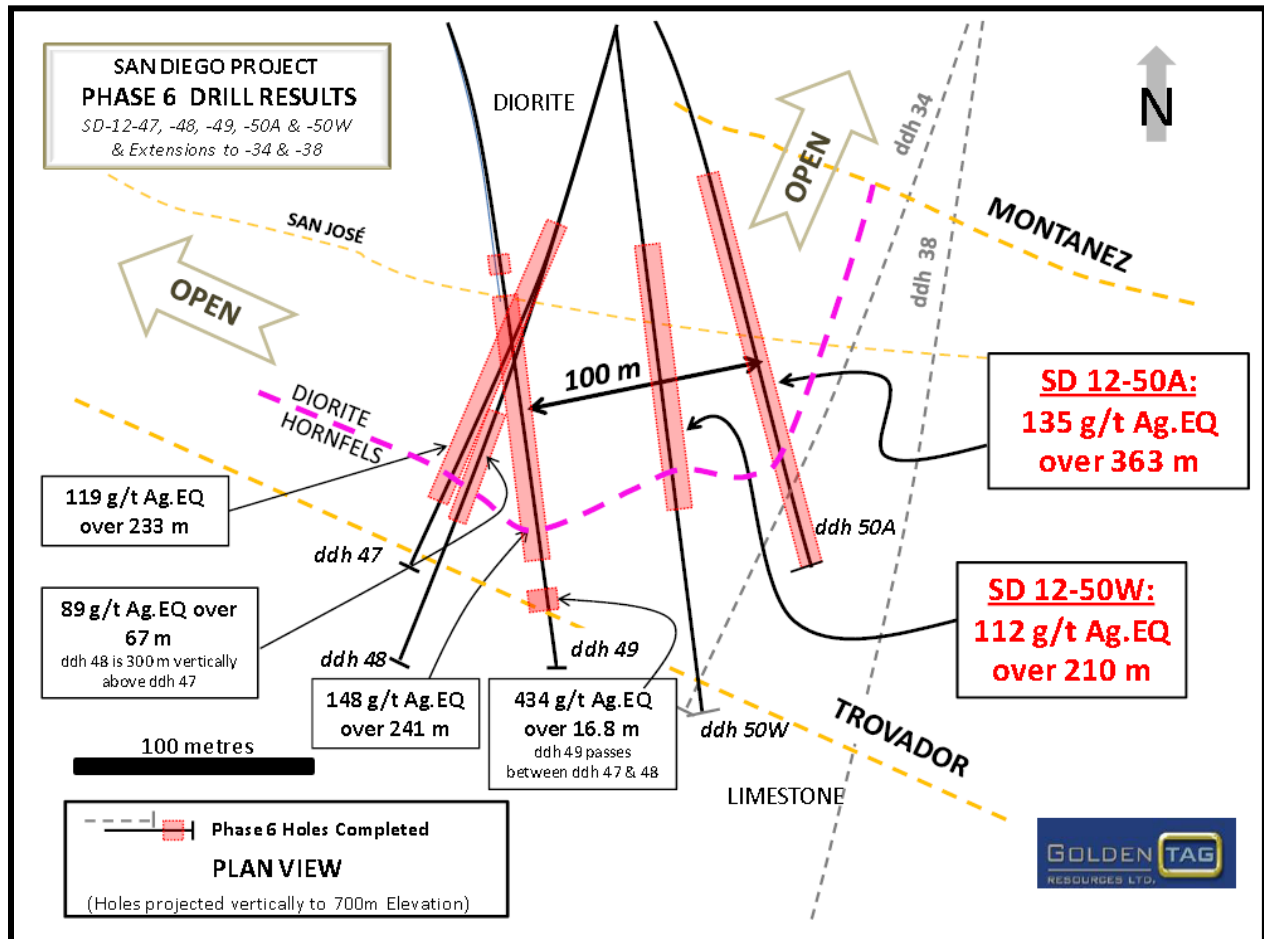 SAN DIEGO PROJECT
PHASE 6 DRILL RESULTS
SD-12-47, -48, -49, -50A & -50W
& Extensions to -34 & -38
DIORITE
OPEN
ddh 34
N
SAN JOSÉ
MONTANEZ
ddh 38
OPEN
100 m
DIORITE
HORNFELS
SD 12-50A:
135 g/t Ag.EQ
over 363 m
119 g/t Ag.EQ
over 233 m
ddh 47
ddh 50A
89 g/t Ag.EQ over
67 m
ddh 48 is 300 m vertically
above ddh 47
SD 12-50W:
112 g/t Ag.EQ
over 210 m
ddh 48
ddh 49
148 g/t Ag.EQ
over 241 m
434 g/t Ag.EQ
over 16.8 m
ddh 49 passes
between ddh 47 & 48
ddh 50W
TROVADOR
100 metres
LIMESTONE
Phase 6 Holes Completed
PLAN VIEW
(Holes projected vertically to 700m Elevation)
GOLDEN TAG
RESOURCES LTD.